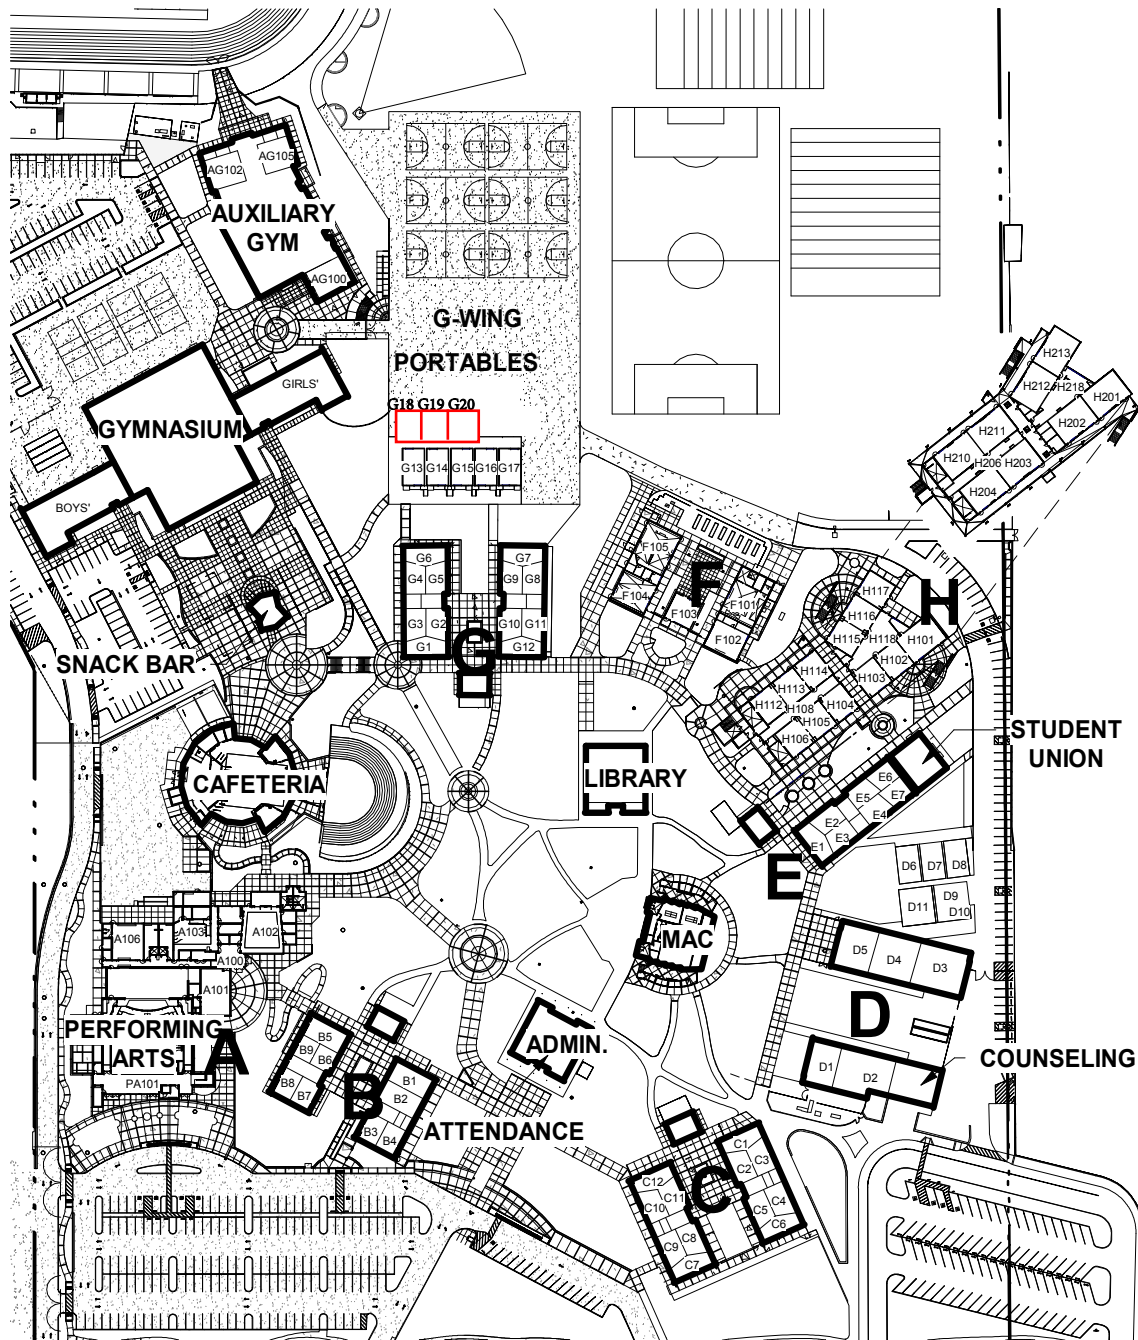 AG105
AG102
AUXILIARY
GYM
AG100
G-WING
PORTABLES
GIRLS'
G18 G19 G20
GYMNASIUM
G13 G14 G15 G16 G17
BOYS'
H213
H212
H218
H201
H202
H211
H210
H206
H203
H204
G6
G4 G5
G3 G2
G1
G7
G9 G8
G10 G11
G12
G
F105
F104
F
F103
F101
F102
H117
H116
H
H115
H118
H101
H102
H103
H114
H113
H112
H108
H104
H105
H106
SNACK BAR
STUDENT
UNION
CAFETERIA
LIBRARY
E6
E7
E5
E4
E2
E3
E1
E
D6 D7 D8
D9
D11
D10
MAC
D5
D4
D3
D
A106
A103
A102
A100
A101
PERFORMING
ARTS
A
PA101
B5
B9
B6
B8
B7
B
B1
B2
B3
B4
ADMIN.
ATTENDANCE
D1
D2
COUNSELING
C1
C3
C2
C12
C11
C10
C
C4
C5
C6
C8
C9
C7